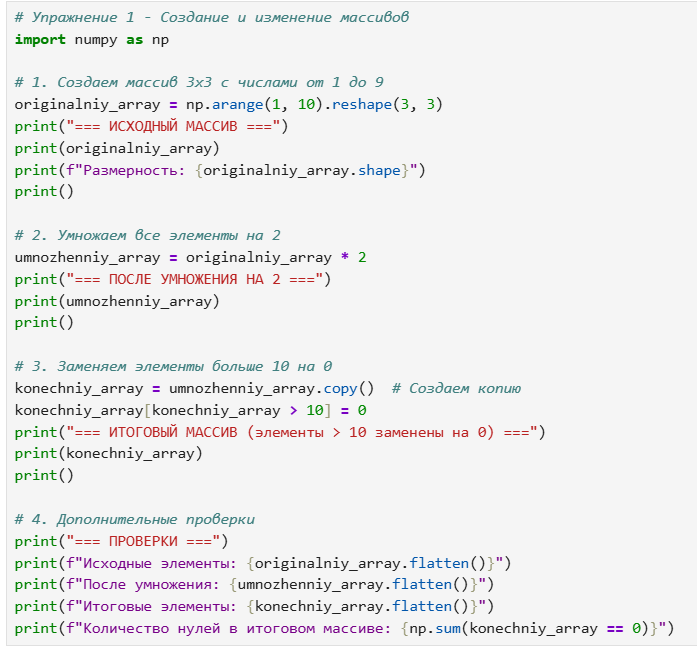 # Упражнение 1 - Создание и изменение массивов
import numpy as np
# 1. Создаем массив 3x3 с числами от 1 до 9
originalniy_array = np.arange(1, 10).reshape(3, 3)
print("=== ИСХОДНЫЙ МАССИВ ===")
print(originalniy_array)
print(f"Размерность: {originalniy_array.shape}")
print()
# 2. Умножаем все элементы на 2
umnozhenniy_array = originalniy_array * 2
print("=== ПОСЛЕ УМНОЖЕНИЯ НА 2 ===")
print(umnozhenniy_array)
print()
# 3. Заменяем элементы больше 10 на 0
konechniy_array = umnozhenniy_array.copy()  # Создаем копию
konechniy_array[konechniy_array > 10] = 0
print("=== ИТОГОВЫЙ МАССИВ (элементы > 10 заменены на 0) ===")
print(konechniy_array)
print()
# 4. Дополнительные проверки
print("=== ПРОВЕРКИ ===")
print(f"Исходные элементы: {originalniy_array.flatten()}")
print(f"После умножения: {umnozhenniy_array.flatten()}")
print(f"Итоговые элементы: {konechniy_array.flatten()}")
print(f"Количество нулей в итоговом массиве: {np.sum(konechniy_array == 0)}")